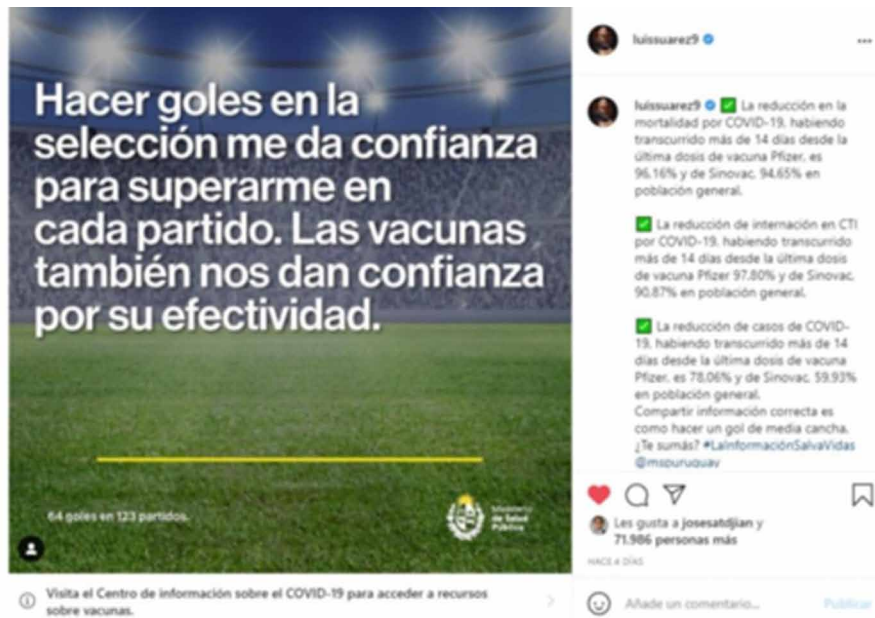 Hacer goles en la
selección me da confianza
para superarme en
cada partido. Las vacunas
también nos dan confianza
por su efectividad.
64 goles en 123 partidos.
Ministerio
de Salud
Pública
Visita el Centro de información sobre el COVID-19 para acceder a recursos
sobre vacunas.
luissuarez9
luissuarez9 ✅ La reducción en la
mortalidad por COVID-19, habiendo
transcurrido más de 14 días desde la
última dosis de vacuna Pfizer, es
96,16% y de Sinovac, 94,65% en
población general.
✅ La reducción de internación en CTI
por COVID-19, habiendo transcurrido
más de 14 días desde la última dosis
de vacuna Pfizer 97,80% y de Sinovac,
90,87% en población general.
✅ La reducción de casos de COVID-
19, habiendo transcurrido más de 14
días desde la última dosis de vacuna
Pfizer, es 78,06% y de Sinovac, 59,93%
en población general.
Compartir información correcta es
como hacer un gol de media cancha.
¿Te sumás? #LaInformaciónSalvaVidas
@mspuruguay
Les gusta a josesatdjian y
71.986 personas más
HACE 4 DÍAS
Añade un comentario...
Publicar